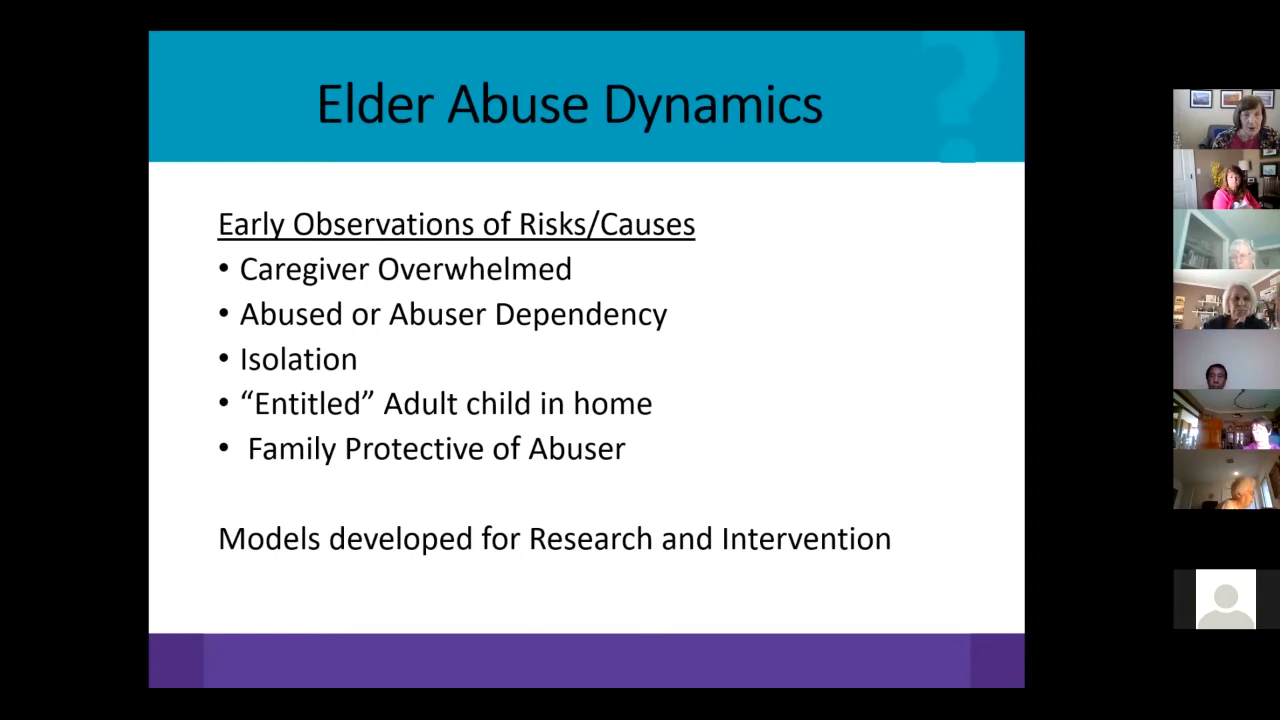 Elder Abuse Dynamics
?
Early Observations of Risks/Causes
• Caregiver Overwhelmed
• Abused or Abuser Dependency
• Isolation
• “Entitled” Adult child in home
• Family Protective of Abuser
Models developed for Research and Intervention